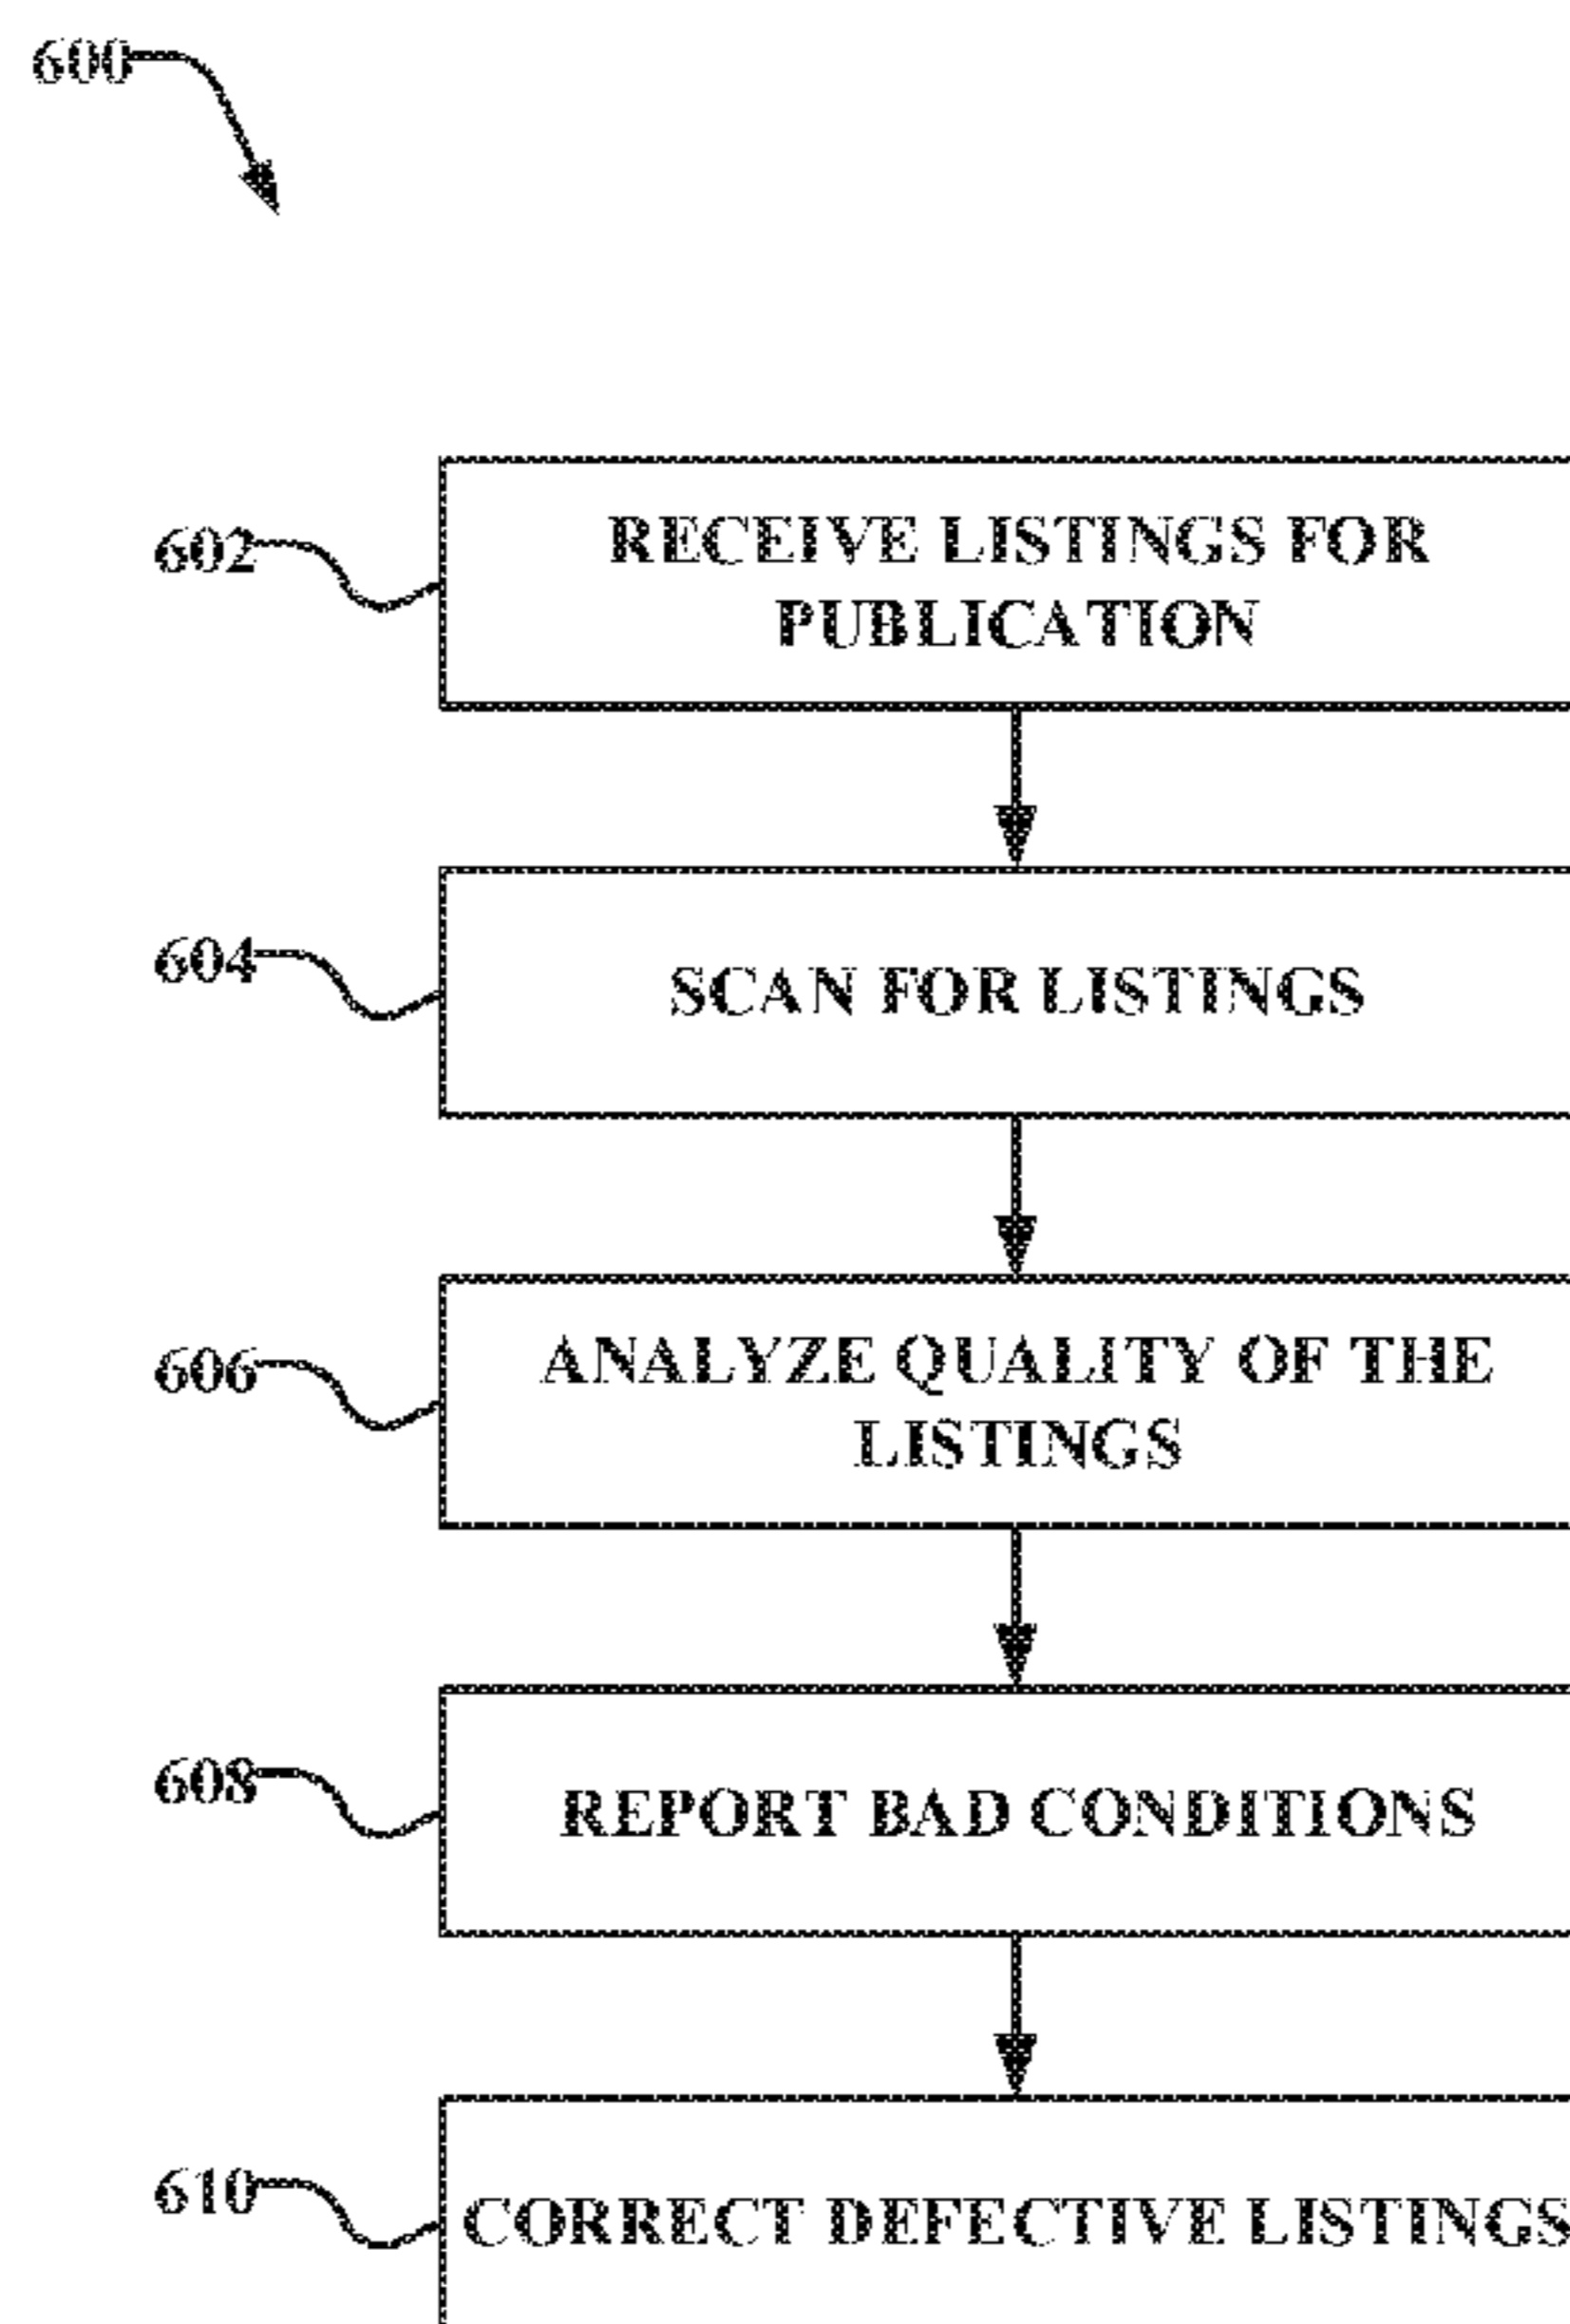 600
602
RECEIVE LISTINGS FOR
PUBLICATION
604
SCAN FOR LISTINGS
606
ANALYZE QUALITY OF THE
LISTINGS
608
REPORT BAD CONDITIONS
610
CORRECT DEFECTIVE LISTINGS